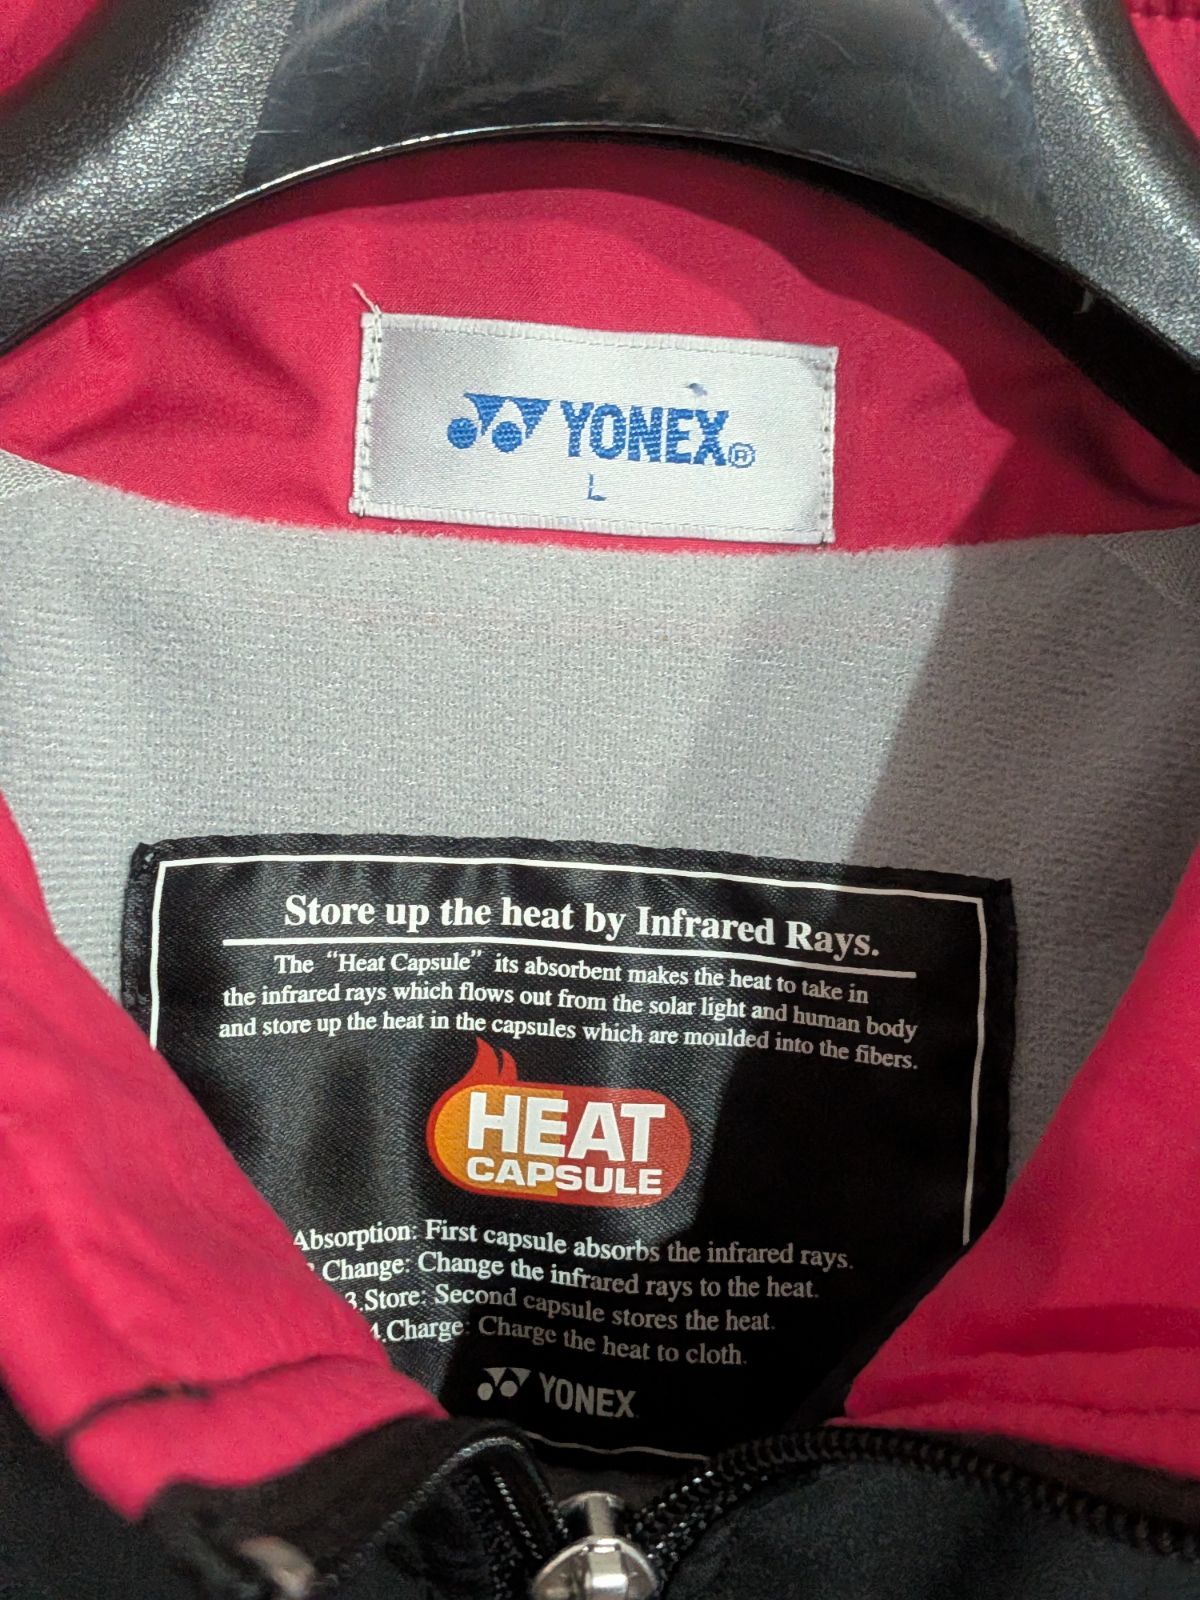 YONEX®
L
Store up the heat by Infrared Rays.
The “Heat Capsule” its absorbent makes the heat to take in
the infrared rays which flows out from the solar light and human body
and store up the heat in the capsules which are moulded into the fibers.
HEAT
CAPSULE
Absorption: First capsule absorbs the infrared rays.
Change: Change the infrared rays to the heat.
3.Store: Second capsule stores the heat.
4.Charge: Charge the heat to cloth.
YONEX